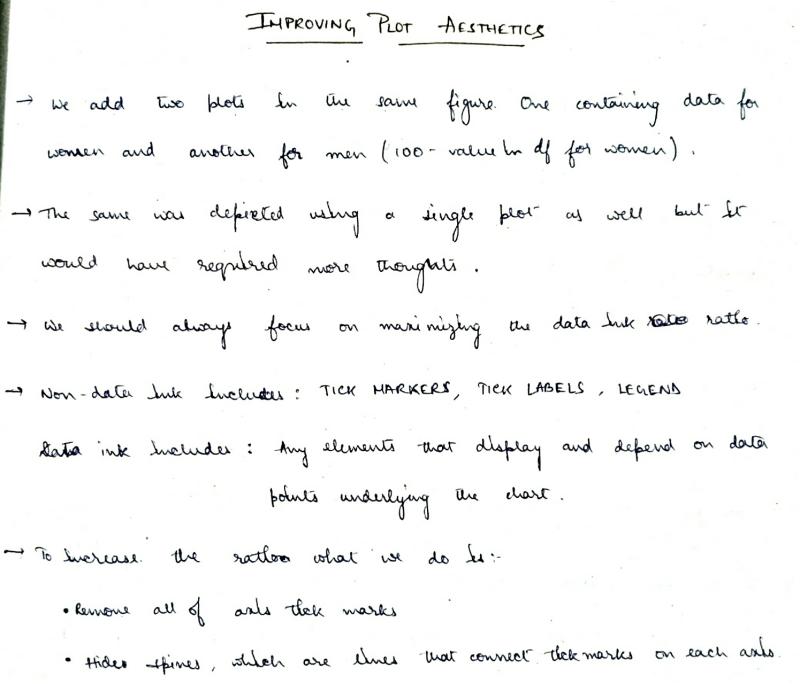 IMPROVING PLOT AESTHETICS
→ We add two plots in the same figure. One containing data for
women and another for men (100 - value in df for women).
→ The same was depicted using a single plot as well but it
would have required more thoughts.
→ We should always focus on maximizing the data ink ratio.
→ Non-data ink includes: TICK MARKERS, TICK LABELS, LEGEND
Data ink includes: Any elements that display and depend on data
points underlying the chart.
→ To increase the ratio what we do is:-
• Remove all of axis tick marks
• Hide spines, which are lines that connect tick marks on each axis.